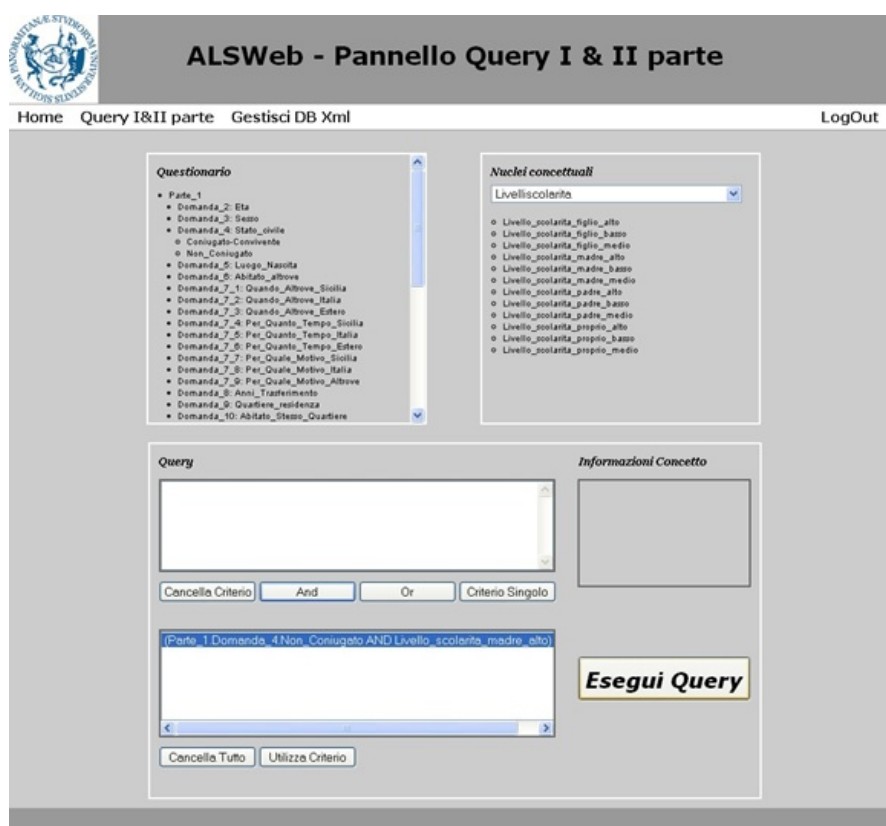 ALSWeb - Pannello Query I & II parte
Home Query I&II parte Gestisci DB Xml LogOut
Questionario
Parte_1
Domanda_2: Eta
Domanda_3: Sesso
Domanda_4: Stato_civile
Coniugato-Convivente
Non_Coniugato
Domanda_5: Luogo_Nascita
Domanda_6: Abitato_altrove
Domanda_7_1: Quando_Altrove_Sicilia
Domanda_7_2: Quando_Altrove_Italia
Domanda_7_3: Quando_Altrove_Estero
Domanda_7_4: Per_Quanto_Tempo_Sicilia
Domanda_7_5: Per_Quanto_Tempo_Italia
Domanda_7_6: Per_Quanto_Tempo_Estero
Domanda_7_7: Per_Quale_Motivo_Sicilia
Domanda_7_8: Per_Quale_Motivo_Italia
Domanda_7_9: Per_Quale_Motivo_Altrove
Domanda_8: Anni_Trasferimento
Domanda_9: Quartiere_residenza
Domanda_10: Abitato_Stesso_Quartiere
Nuclei concettuali
Livelliscolarita
Livello_scolarita_figlio_alto
Livello_scolarita_figlio_basso
Livello_scolarita_figlio_medio
Livello_scolarita_madre_alto
Livello_scolarita_madre_basso
Livello_scolarita_madre_medio
Livello_scolarita_padre_alto
Livello_scolarita_padre_basso
Livello_scolarita_padre_medio
Livello_scolarita_proprio_alto
Livello_scolarita_proprio_basso
Livello_scolarita_proprio_medio
Query
Informazioni Concetto
Cancella Criterio And Or Criterio Singolo
(Parte_1.Domanda_4.Non_Coniugato AND Livello_scolarita_madre_alto)
Esegui Query
Cancella Tutto Utilizza Criterio